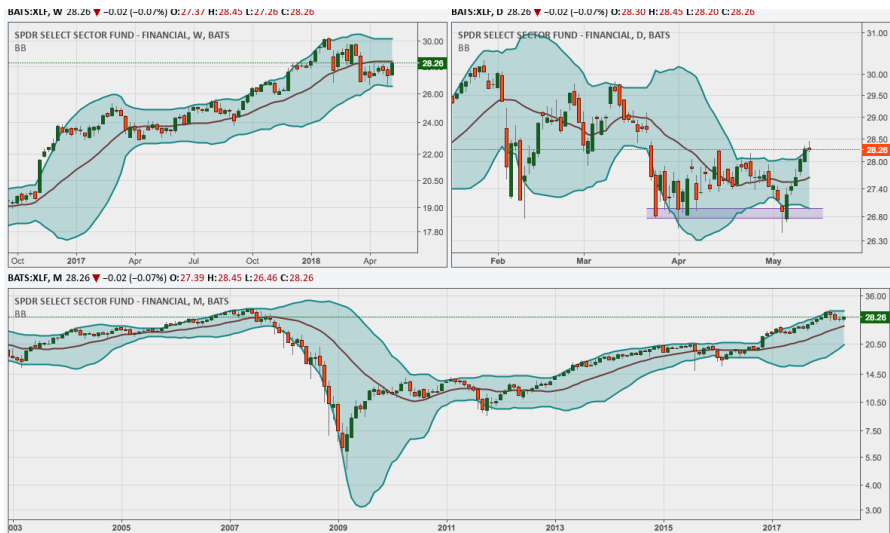 BATS:XLF, W 28.26 ▼ −0.02 (−0.07%) O:27.37 H:28.45 L:27.26 C:28.26
SPDR SELECT SECTOR FUND - FINANCIAL, W, BATS
BB
30.00
28.26
28.00
26.00
24.00
22.00
20.50
19.00
17.80
Oct 2017 Apr Jul Oct 2018 Apr
BATS:XLF, D 28.26 ▼ −0.02 (−0.07%) O:28.30 H:28.45 L:28.20 C:28.26
SPDR SELECT SECTOR FUND - FINANCIAL, D, BATS
BB
31.00
30.00
29.50
29.00
28.50
28.26
28.00
27.40
26.80
26.30
Feb Mar Apr May
BATS:XLF, M 28.26 ▼ −0.02 (−0.07%) O:27.39 H:28.45 L:26.46 C:28.26
SPDR SELECT SECTOR FUND - FINANCIAL, M, BATS
BB
36.00
28.26
20.50
14.50
10.50
7.50
5.50
4.00
3.00
003 2005 2007 2009 2011 2013 2015 2017